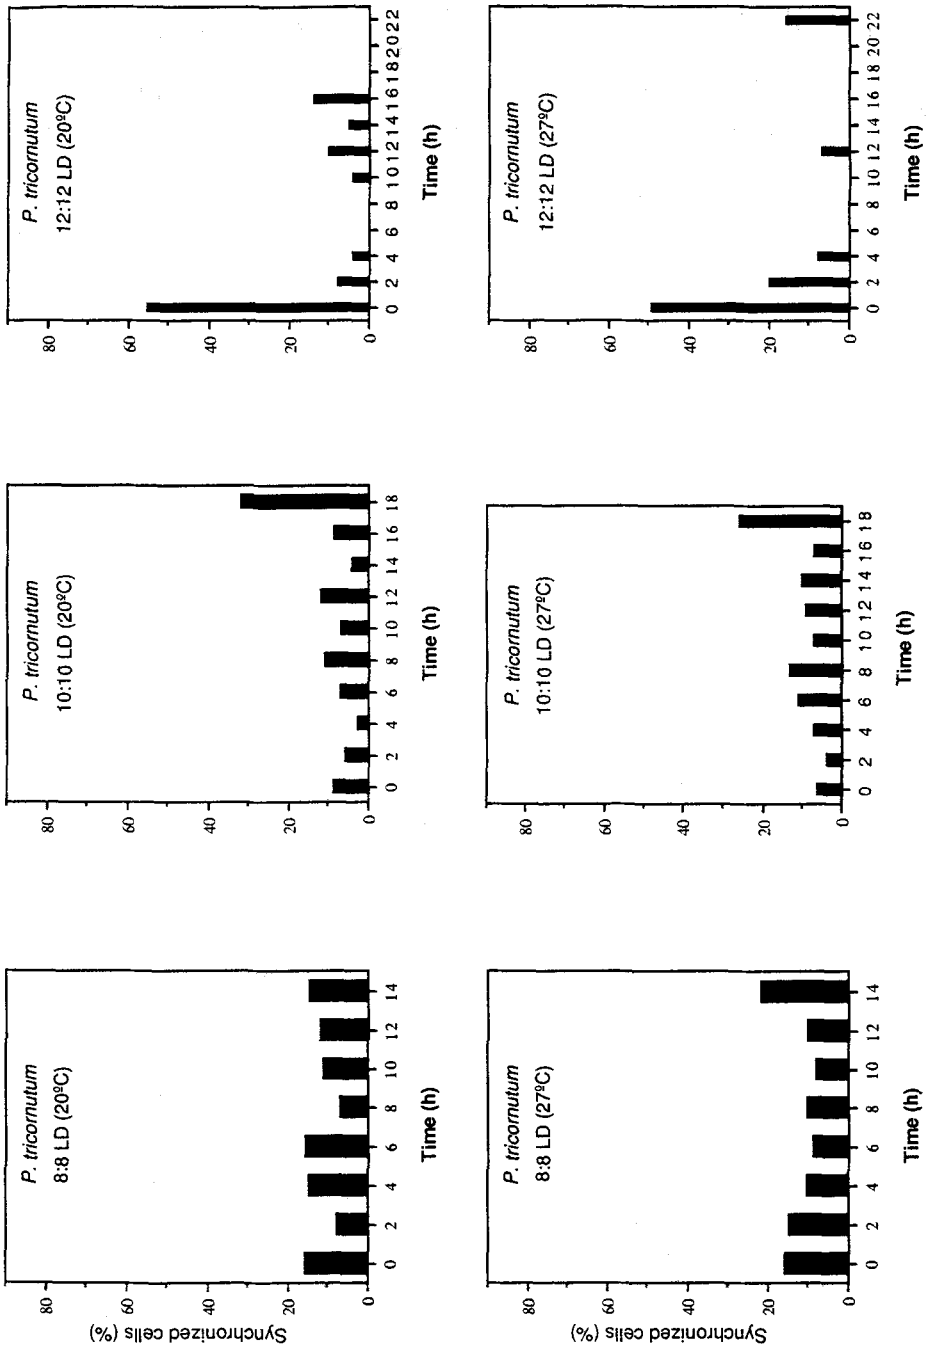 Synchronized cells (%)
80
60
40
20
0
P. tricornutum
8:8 LD (20ºC)
0 2 4 6 8 10 12 14
Time (h)
80
60
40
20
0
P. tricornutum
10:10 LD (20ºC)
0 2 4 6 8 10 12 14 16 18
Time (h)
80
60
40
20
0
P. tricornutum
12:12 LD (20ºC)
0 2 4 6 8 10 12 14 16 18 20 22
Time (h)
Synchronized cells (%)
80
60
40
20
0
P. tricornutum
8:8 LD (27ºC)
0 2 4 6 8 10 12 14
Time (h)
80
60
40
20
0
P. tricornutum
10:10 LD (27ºC)
0 2 4 6 8 10 12 14 16 18
Time (h)
80
60
40
20
0
P. tricornutum
12:12 LD (27ºC)
0 2 4 6 8 10 12 14 16 18 20 22
Time (h)